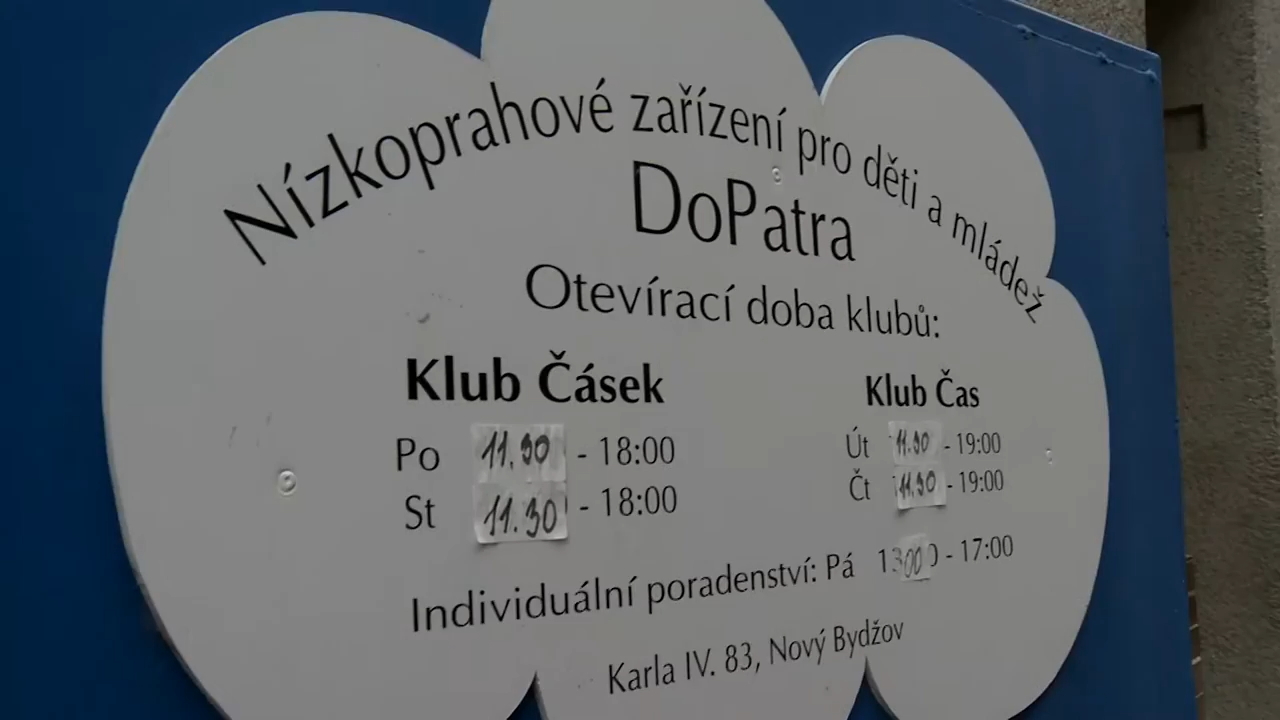 Nízkoprahové zařízení pro děti a mládež
DoPatra
Otevírací doba klubů:
Klub Čásek
Po 11.30 - 18:00
St 11.30 - 18:00
Klub Čas
Út 11.30 - 19:00
Čt 11.30 - 19:00
Individuální poradenství: Pá 13:00 - 17:00
Karla IV. 83, Nový Bydžov